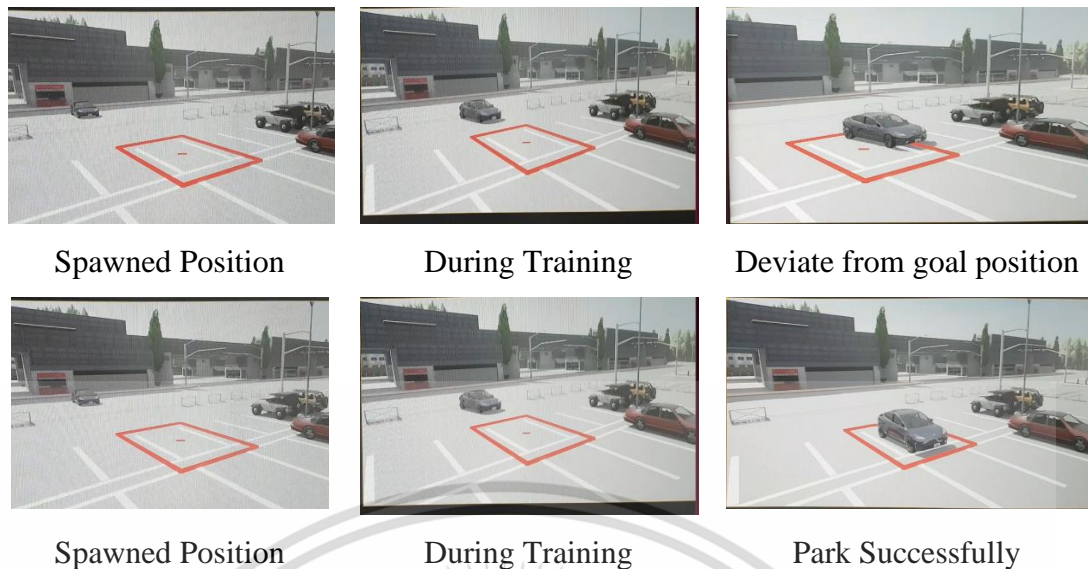 Spawned Position
During Training
Deviate from goal position
Spawned Position
During Training
Park Successfully